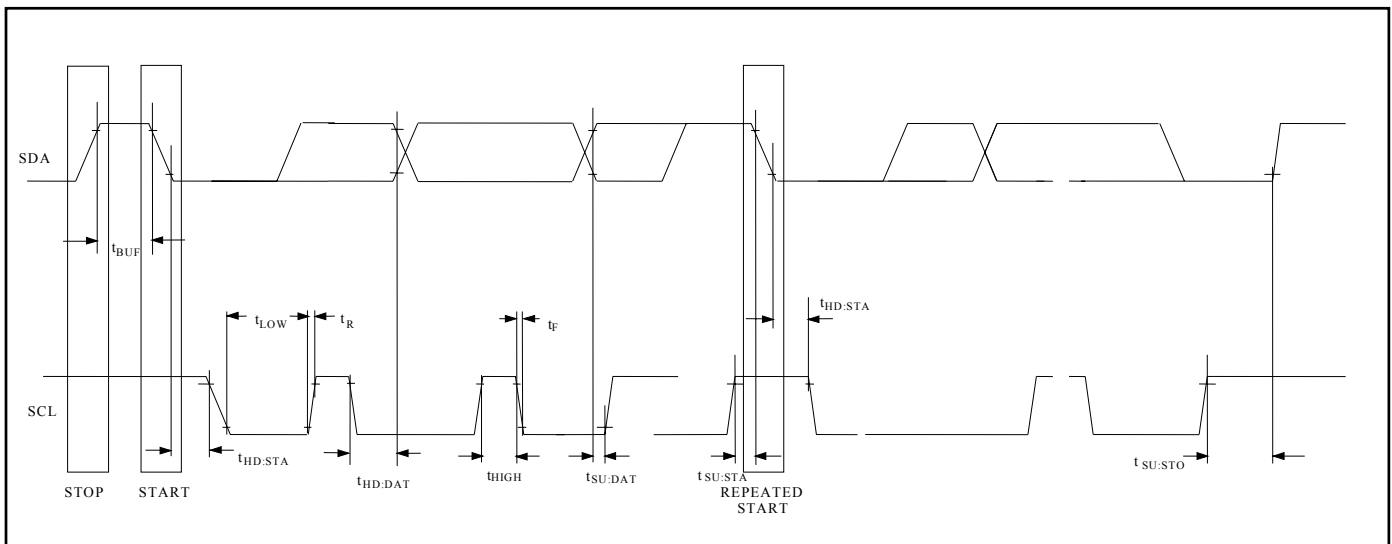 SDA
tBUF
tLOW
tR
tF
tHD:STA
SCL
tHD:STA
tHD:DAT
tHIGH
tSU:DAT
tSU:STA
tSU:STO
STOP
START
REPEATED
START